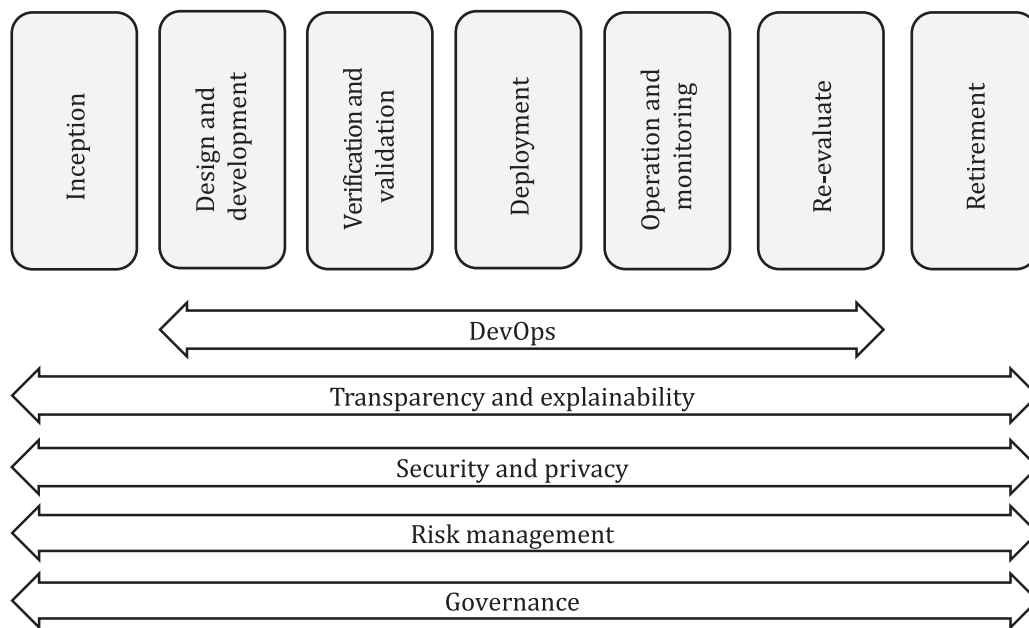 Inception
Design and
development
Verification and
validation
Deployment
Operation and
monitoring
Re-evaluate
Retirement
DevOps
Transparency and explainability
Security and privacy
Risk management
Governance